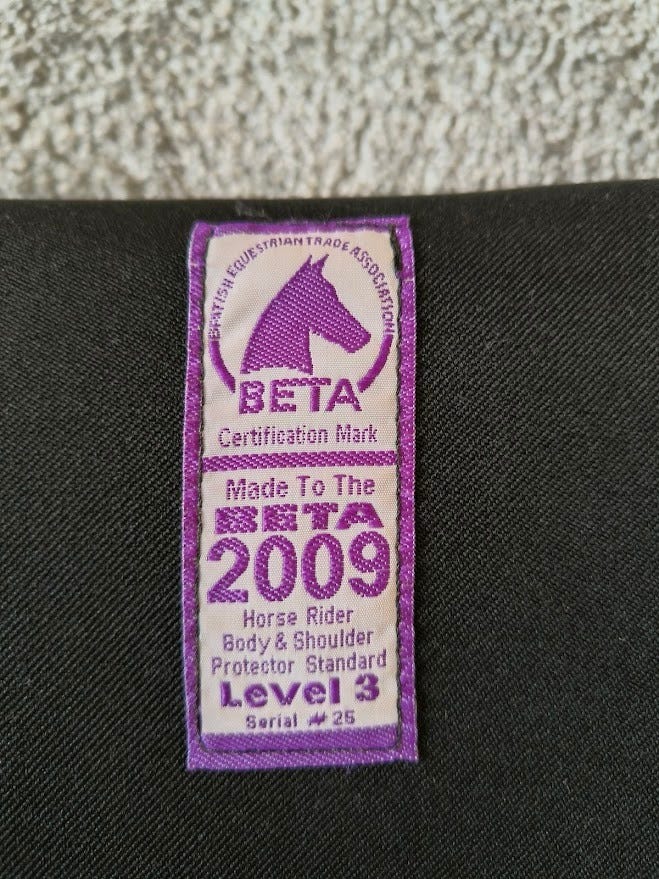 BRITISH EQUESTRIAN TRADE ASSOCIATION
BETA
Certification Mark
Made To The
BETA
2009
Horse Rider
Body & Shoulder
Protector Standard
Level 3
Serial # 25